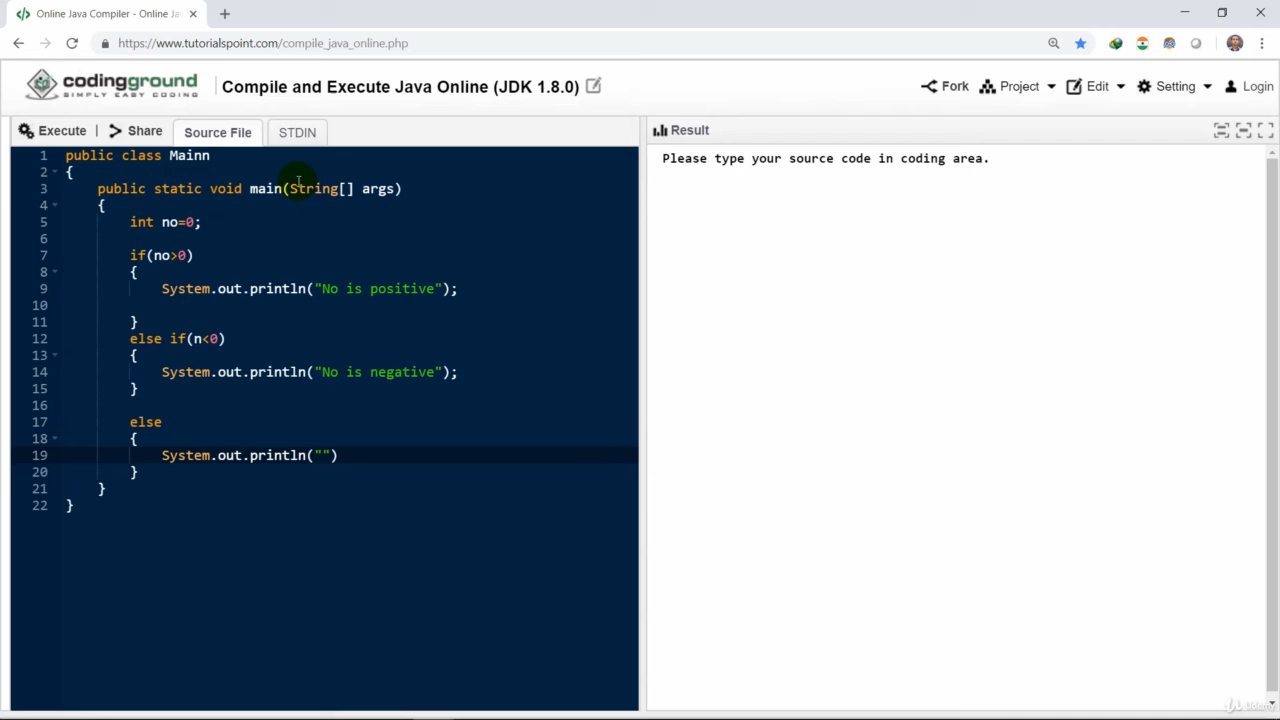 Online Java Compiler - Online Ja
https://www.tutorialspoint.com/compile_java_online.php
codingground
SIMPLY EASY CODING
Compile and Execute Java Online (JDK 1.8.0)
Fork
Project
Edit
Setting
Login
Execute | Share
Source File
STDIN
Result
1 public class Mainn
2 {
3 public static void main(String[] args)
4 {
5 int no=0;
6
7 if(no>0)
8 {
9 System.out.println("No is positive");
10
11 }
12 else if(n<0)
13 {
14 System.out.println("No is negative");
15 }
16
17 else
18 {
19 System.out.println("")
20 }
21 }
22 }
Please type your source code in coding area.
Udemy